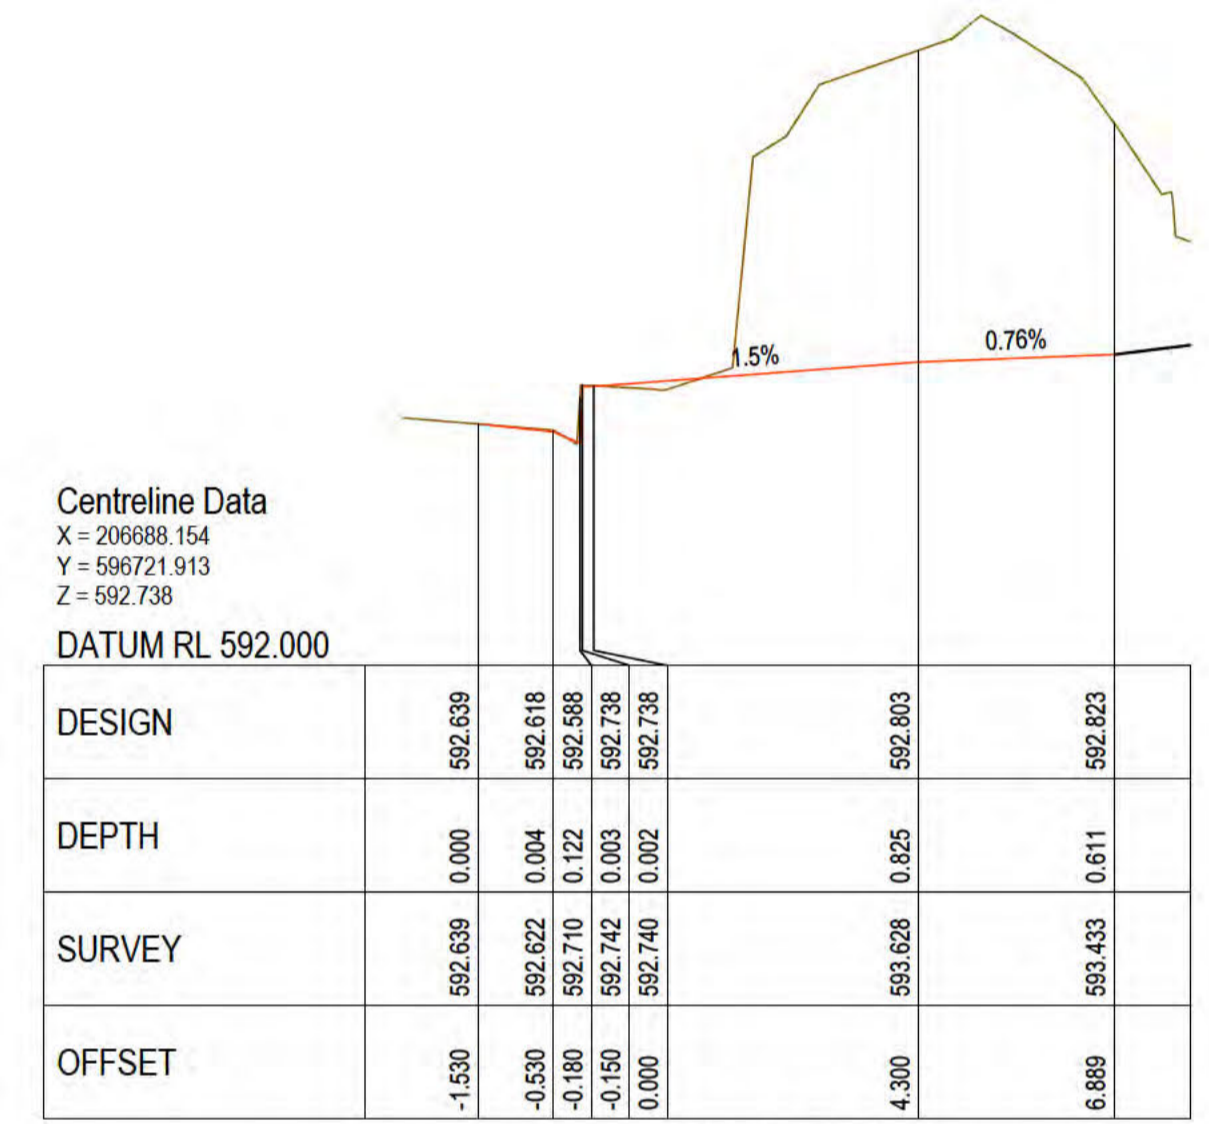 1.5%
0.76%
Centreline Data
X = 206688.154
Y = 596721.913
Z = 592.738
DATUM RL 592.000
DESIGN 592.639 592.618 592.588 592.738 592.738 592.803 592.823
DEPTH 0.000 0.004 0.122 0.003 0.002 0.825 0.611
SURVEY 592.639 592.622 592.710 592.742 592.740 593.628 593.433
OFFSET -1.530 -0.530 -0.180 -0.150 0.000 4.300 6.889